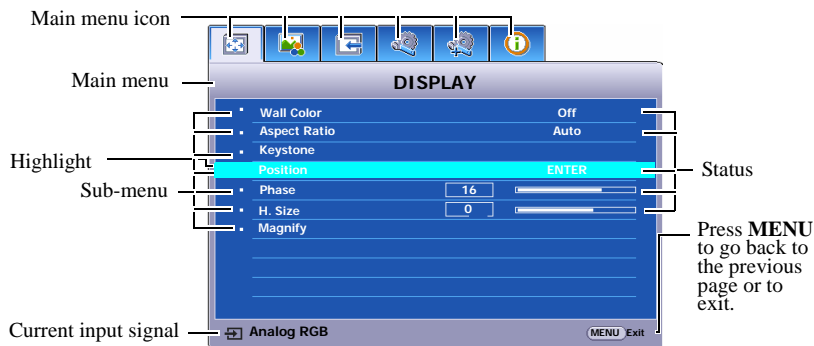 Main menu icon
Main menu
DISPLAY
Wall Color Off
Aspect Ratio Auto
Keystone
Highlight
Position ENTER
Status
Sub-menu
Phase 16
H. Size 0
Magnify
Press MENU
to go back to
the previous
page or to
exit.
Current input signal
Analog RGB
MENU Exit